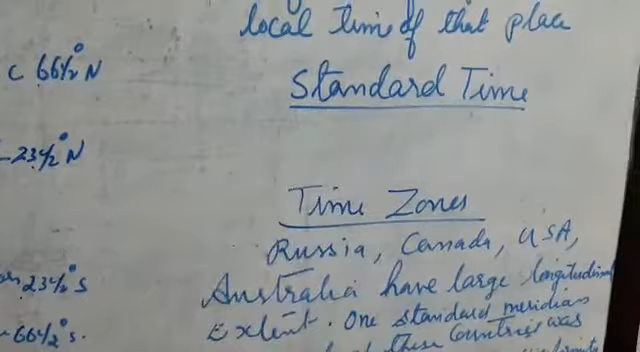 local time of that place
c 66½° N
Standard Time
23½° N
Time Zones
Russia, Canada, USA,
23½° S
Australia have large longitudinal
66½° s.
Extent. One standard meridian
these Countries was